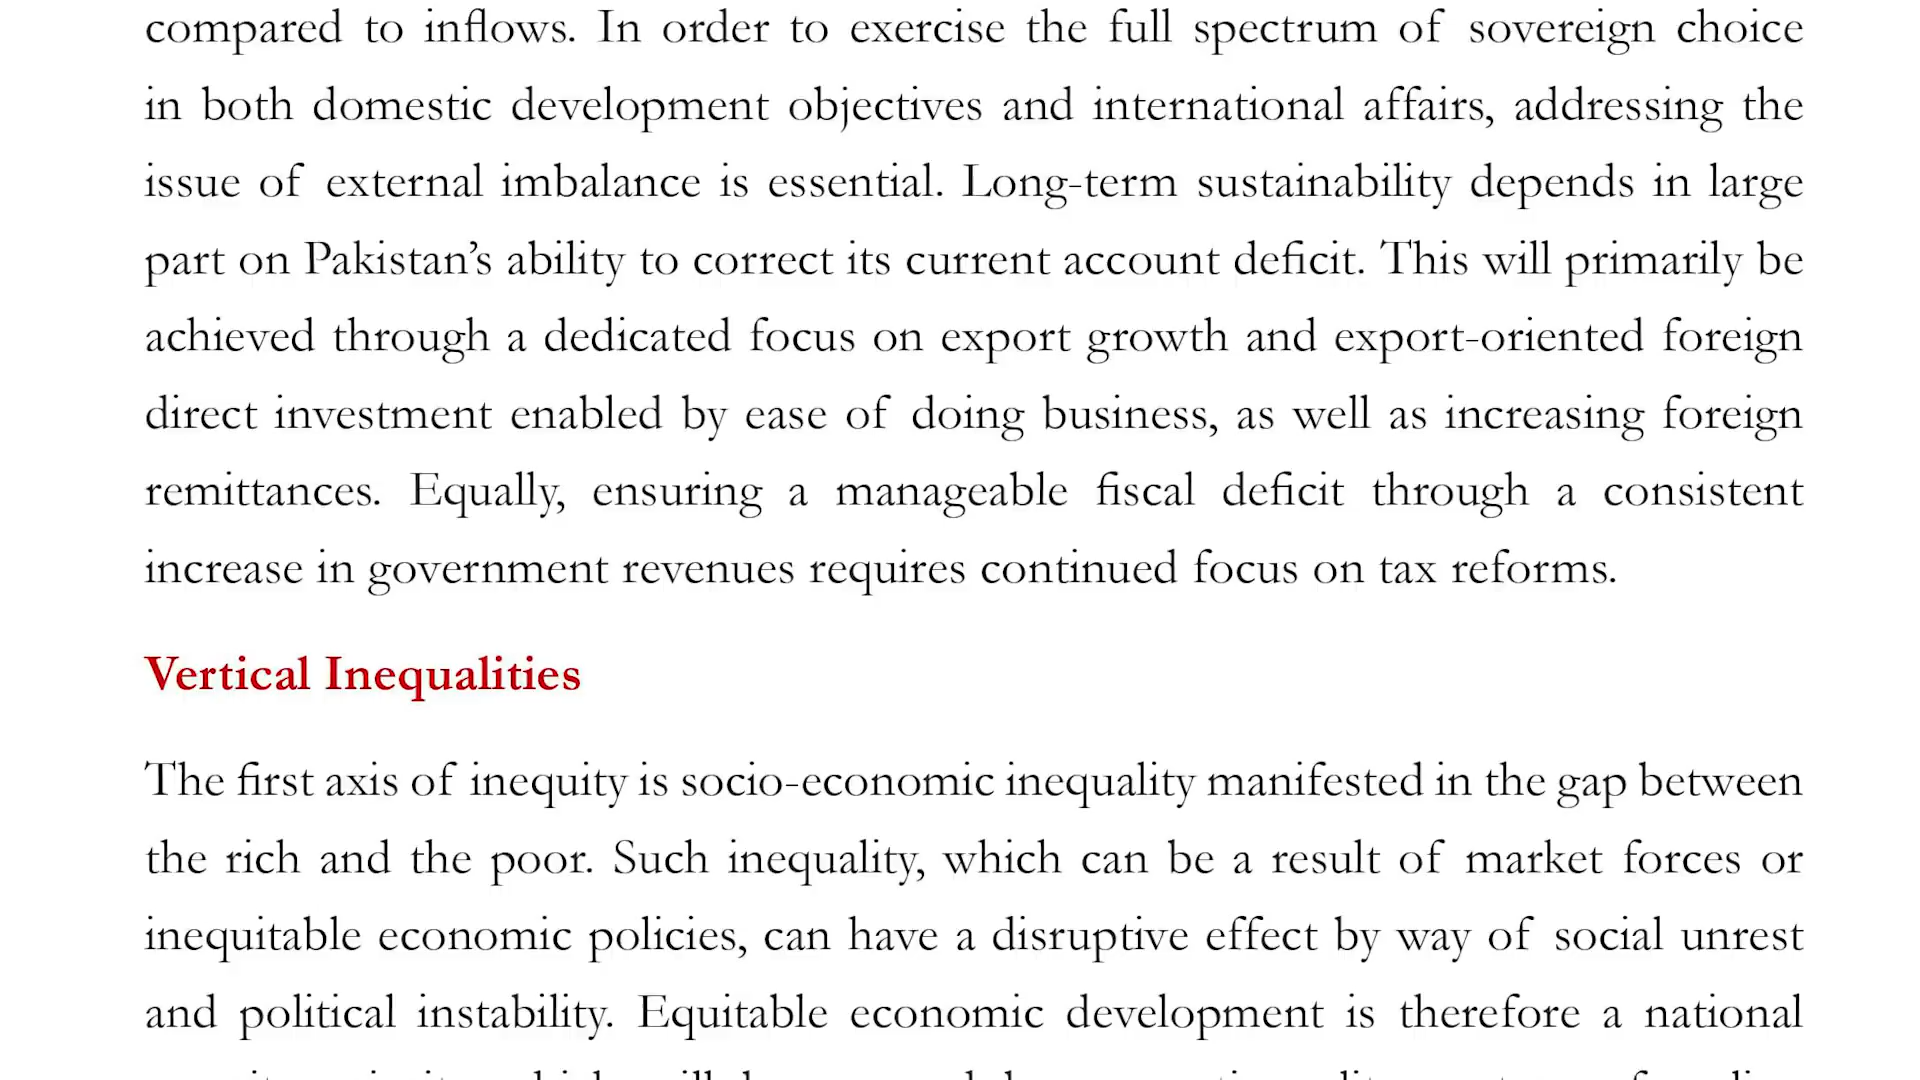 compared to inflows. In order to exercise the full spectrum of sovereign choice
in both domestic development objectives and international affairs, addressing the
issue of external imbalance is essential. Long-term sustainability depends in large
part on Pakistan’s ability to correct its current account deficit. This will primarily be
achieved through a dedicated focus on export growth and export-oriented foreign
direct investment enabled by ease of doing business, as well as increasing foreign
remittances. Equally, ensuring a manageable fiscal deficit through a consistent
increase in government revenues requires continued focus on tax reforms.
Vertical Inequalities
The first axis of inequity is socio-economic inequality manifested in the gap between
the rich and the poor. Such inequality, which can be a result of market forces or
inequitable economic policies, can have a disruptive effect by way of social unrest
and political instability. Equitable economic development is therefore a national